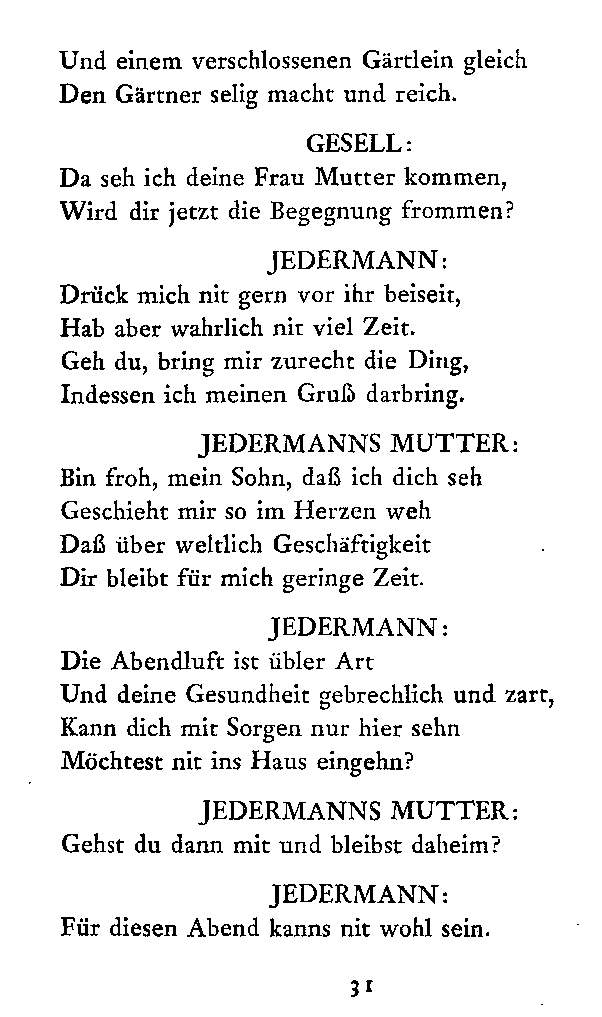 Und einem verschlossenen Gärtlein gleich
Den Gärtner selig macht und reich.
GESELL:
Da seh ich deine Frau Mutter kommen,
Wird dir jetzt die Begegnung frommen?
JEDERMANN:
Drück mich nit gern vor ihr beiseit,
Hab aber wahrlich nit viel Zeit.
Geh du, bring mir zurecht die Ding,
Indessen ich meinen Gruß darbring.
JEDERMANNS MUTTER:
Bin froh, mein Sohn, daß ich dich seh
Geschieht mir so im Herzen weh
Daß über weltlich Geschäftigkeit
Dir bleibt für mich geringe Zeit.
JEDERMANN:
Die Abendluft ist übler Art
Und deine Gesundheit gebrechlich und zart,
Kann dich mit Sorgen nur hier sehn
Möchtest nit ins Haus eingehn?
JEDERMANNS MUTTER:
Gehst du dann mit und bleibst daheim?
JEDERMANN:
Für diesen Abend kanns nit wohl sein.
31